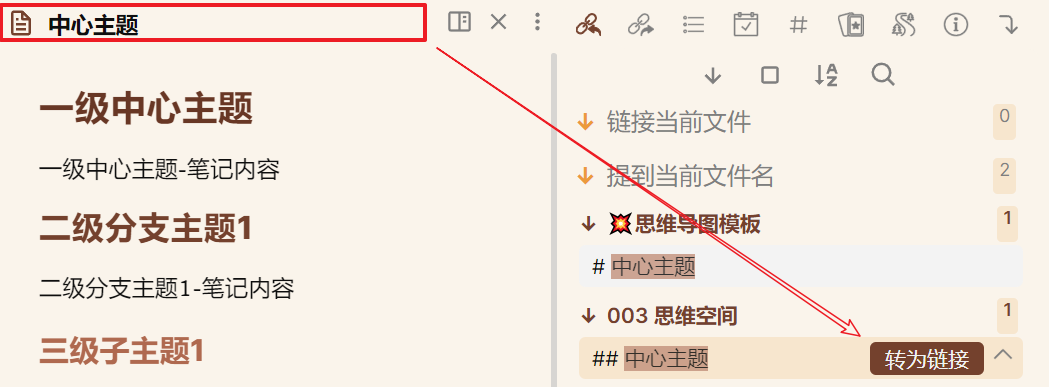 中心主题
一级中心主题
一级中心主题-笔记内容
二级分支主题1
二级分支主题1-笔记内容
三级子主题1
链接当前文件 0
提到当前文件名 2
💥思维导图模板 1
# 中心主题
003 思维空间 1
## 中心主题 转为链接